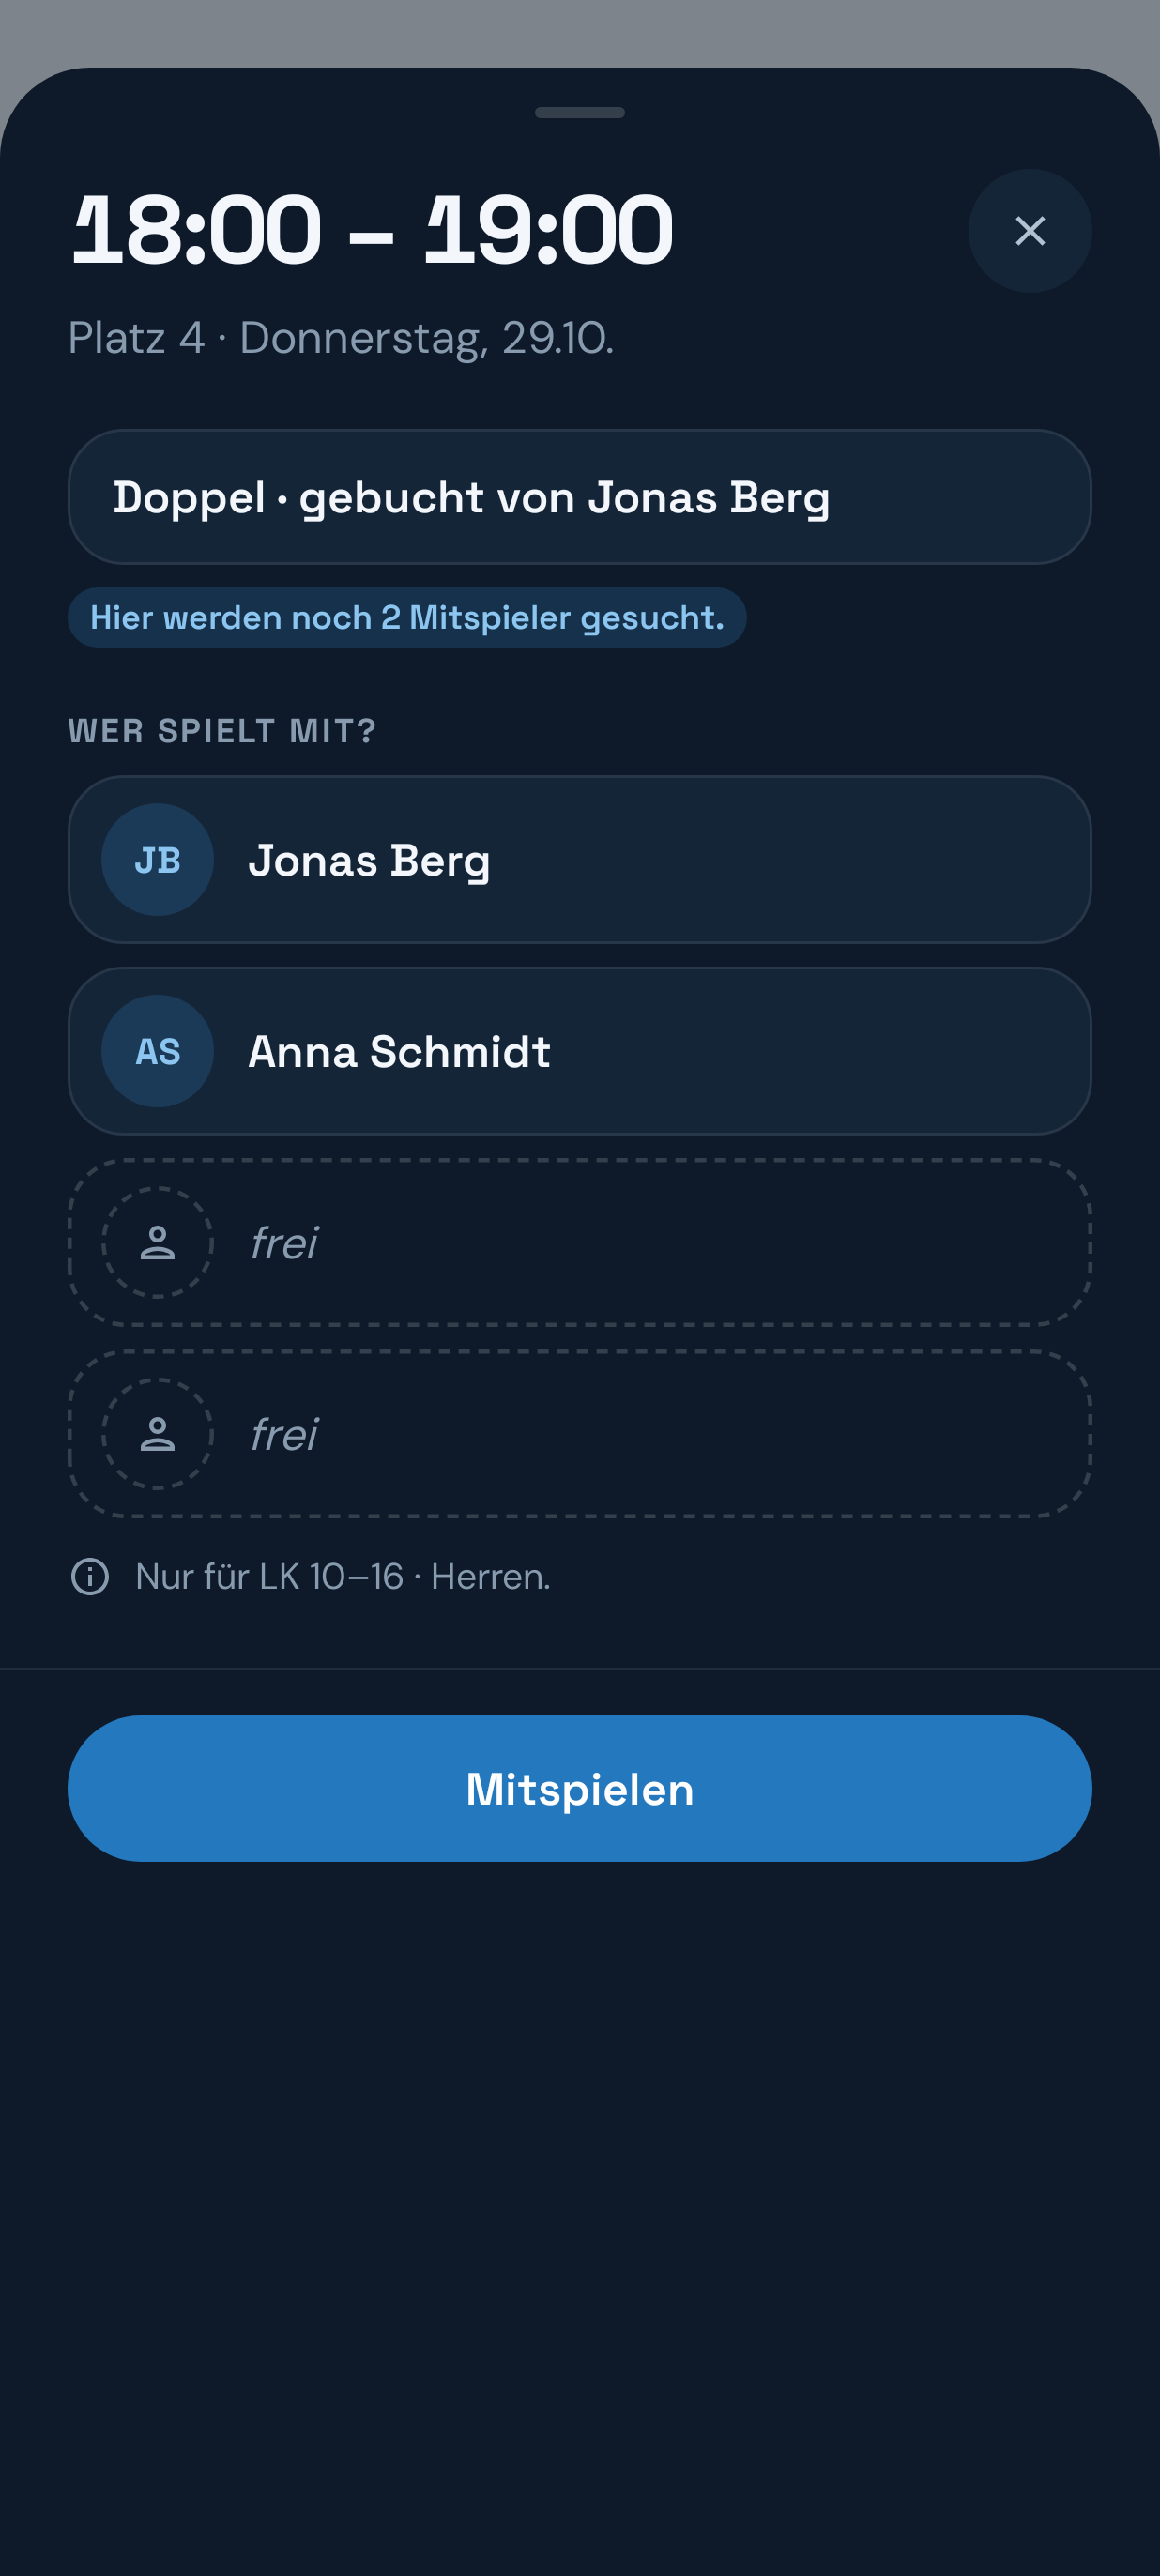 18:00 – 19:00
Platz 4 · Donnerstag, 29.10.
Doppel · gebucht von Jonas Berg
Hier werden noch 2 Mitspieler gesucht.
WER SPIELT MIT?
JB Jonas Berg
AS Anna Schmidt
frei
frei
Nur für LK 10–16 · Herren.
Mitspielen